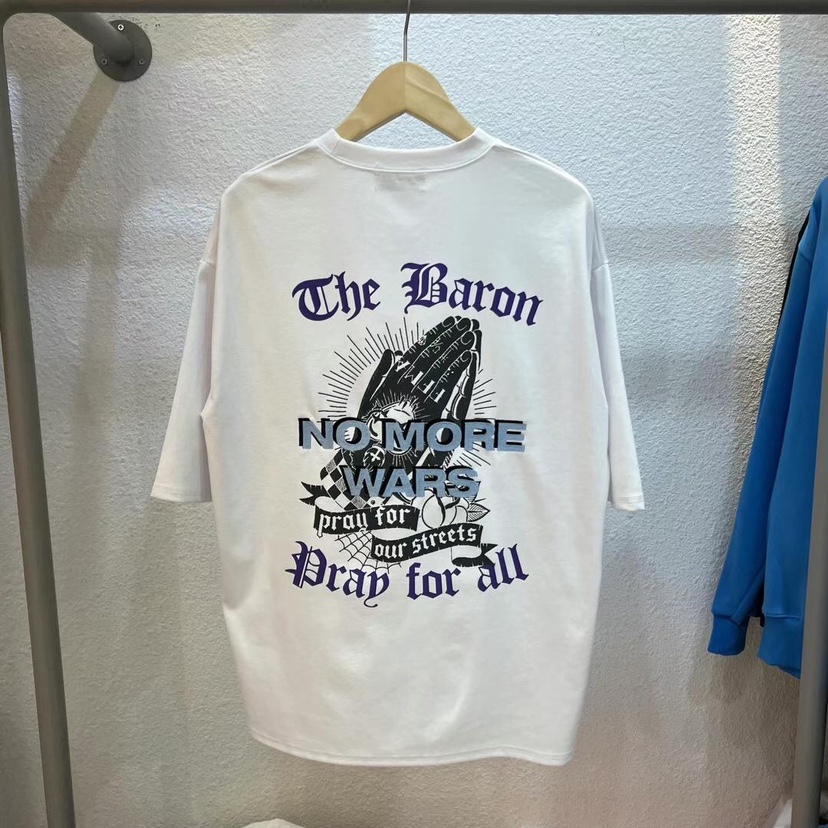 The Baron
NO MORE
WARS
pray for
our streets
Pray for all